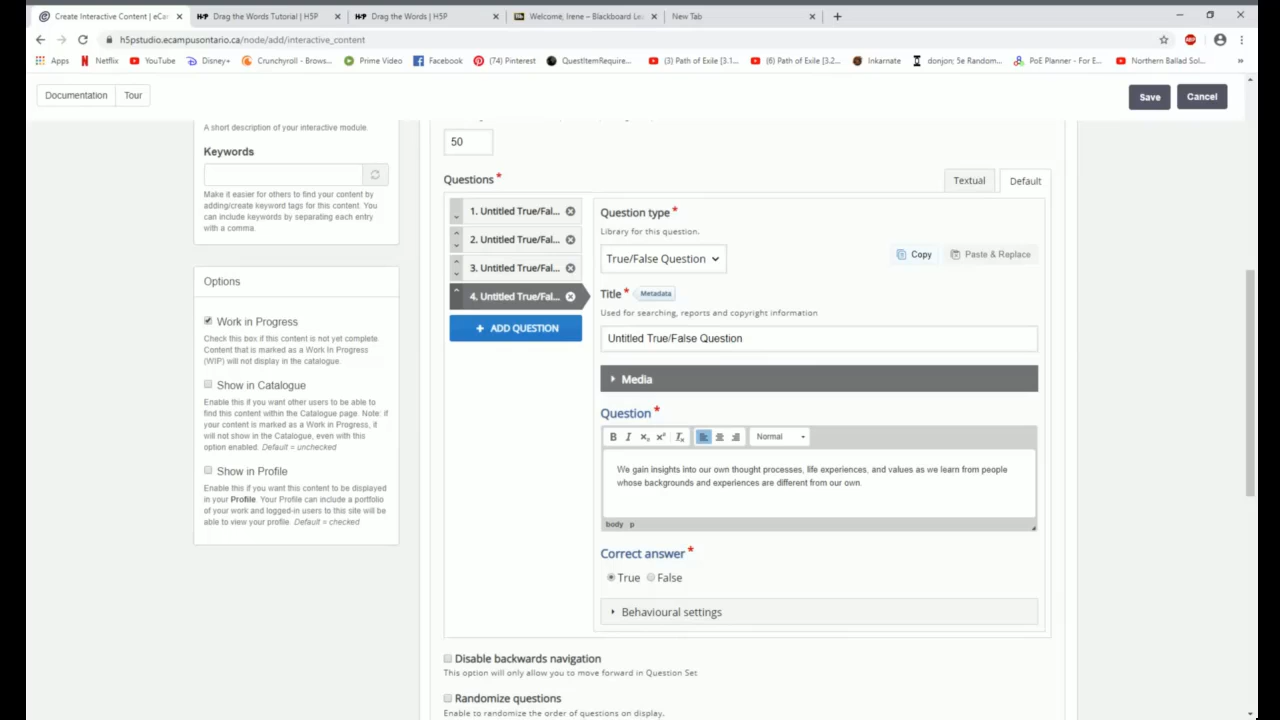 Create Interactive Content | eCam
H5P Drag the Words Tutorial | H5P
H5P Drag the Words | H5P
Welcome, Irene – Blackboard Le
New Tab
h5pstudio.ecampusontario.ca/node/add/interactive_content
Apps Netflix YouTube Disney+ Crunchyroll - Brows... Prime Video Facebook (74) Pinterest QuestItemRequire... (3) Path of Exile [3.1... (6) Path of Exile [3.2... Inkarnate donjon; 5e Random... PoE Planner - For E... Northern Ballad Sol... »
Documentation Tour
Save Cancel
A short description of your interactive module.
Keywords
Make it easier for others to find your content by
adding/create keyword tags for this content. You
can include keywords by separating each entry
with a comma.
Options
Work in Progress
Check this box if this content is not yet complete.
Content that is marked as a Work In Progress
(WIP) will not display in the catalogue.
Show in Catalogue
Enable this if you want other users to be able to
find this content within the Catalogue page. Note: if
your content is marked as a Work in Progress, it
will not show in the Catalogue, even with this
option enabled. Default = unchecked
Show in Profile
Enable this if you want this content to be displayed
in your Profile. Your Profile can include a portfolio
of your work and logged-in users to this site will be
able to view your profile. Default = checked
50
Questions *
Textual Default
1. Untitled True/Fal...
2. Untitled True/Fal...
3. Untitled True/Fal...
4. Untitled True/Fal...
+ ADD QUESTION
Question type *
Library for this question.
True/False Question
Copy Paste & Replace
Title * Metadata
Used for searching, reports and copyright information
Untitled True/False Question
Media
Question *
B I x₂ x² Tx Normal
We gain insights into our own thought processes, life experiences, and values as we learn from people
whose backgrounds and experiences are different from our own.
body p
Correct answer *
True False
Behavioural settings
Disable backwards navigation
This option will only allow you to move forward in Question Set
Randomize questions
Enable to randomize the order of questions on display.